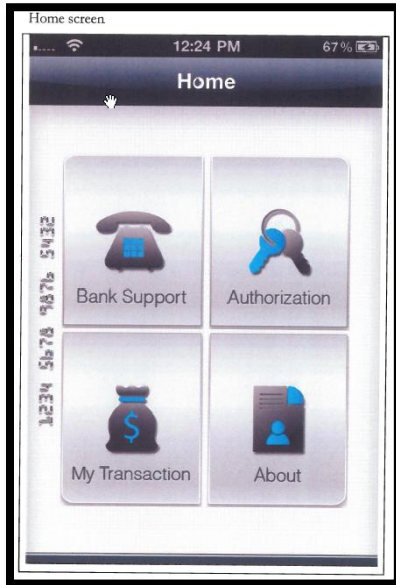 Home screen
12:24 PM 67%
Home
Bank Support
Authorization
1234 5678 9876 5432
My Transaction
About
$